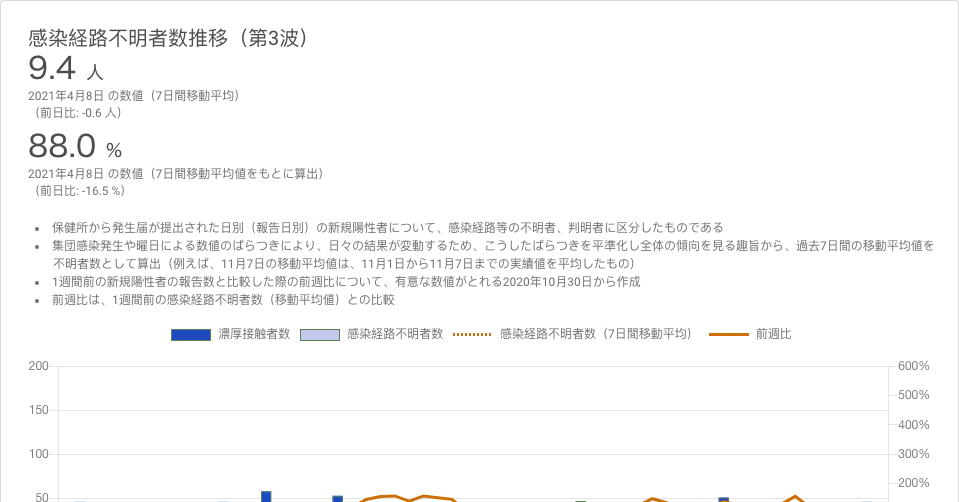 感染経路不明者数推移（第3波）
9.4 人
2021年4月8日 の数値（7日間移動平均）
（前日比: -0.6 人）
88.0 %
2021年4月8日 の数値（7日間移動平均値をもとに算出）
（前日比: -16.5 %）
• 保健所から発生届が提出された日別（報告日別）の新規陽性者について、感染経路等の不明者、判明者に区分したものである
• 集団感染発生や曜日による数値のばらつきにより、日々の結果が変動するため、こうしたばらつきを平準化し全体の傾向を見る趣旨から、過去7日間の移動平均値を
不明者数として算出（例えば、11月7日の移動平均値は、11月1日から11月7日までの実績値を平均したもの）
• 1週間前の新規陽性者の報告数と比較した際の前週比について、有意な数値がとれる2020年10月30日から作成
• 前週比は、1週間前の感染経路不明者数（移動平均値）との比較
濃厚接触者数 感染経路不明者数 感染経路不明者数（7日間移動平均） 前週比
200 600%
500%
150
400%
100 300%
200%
50